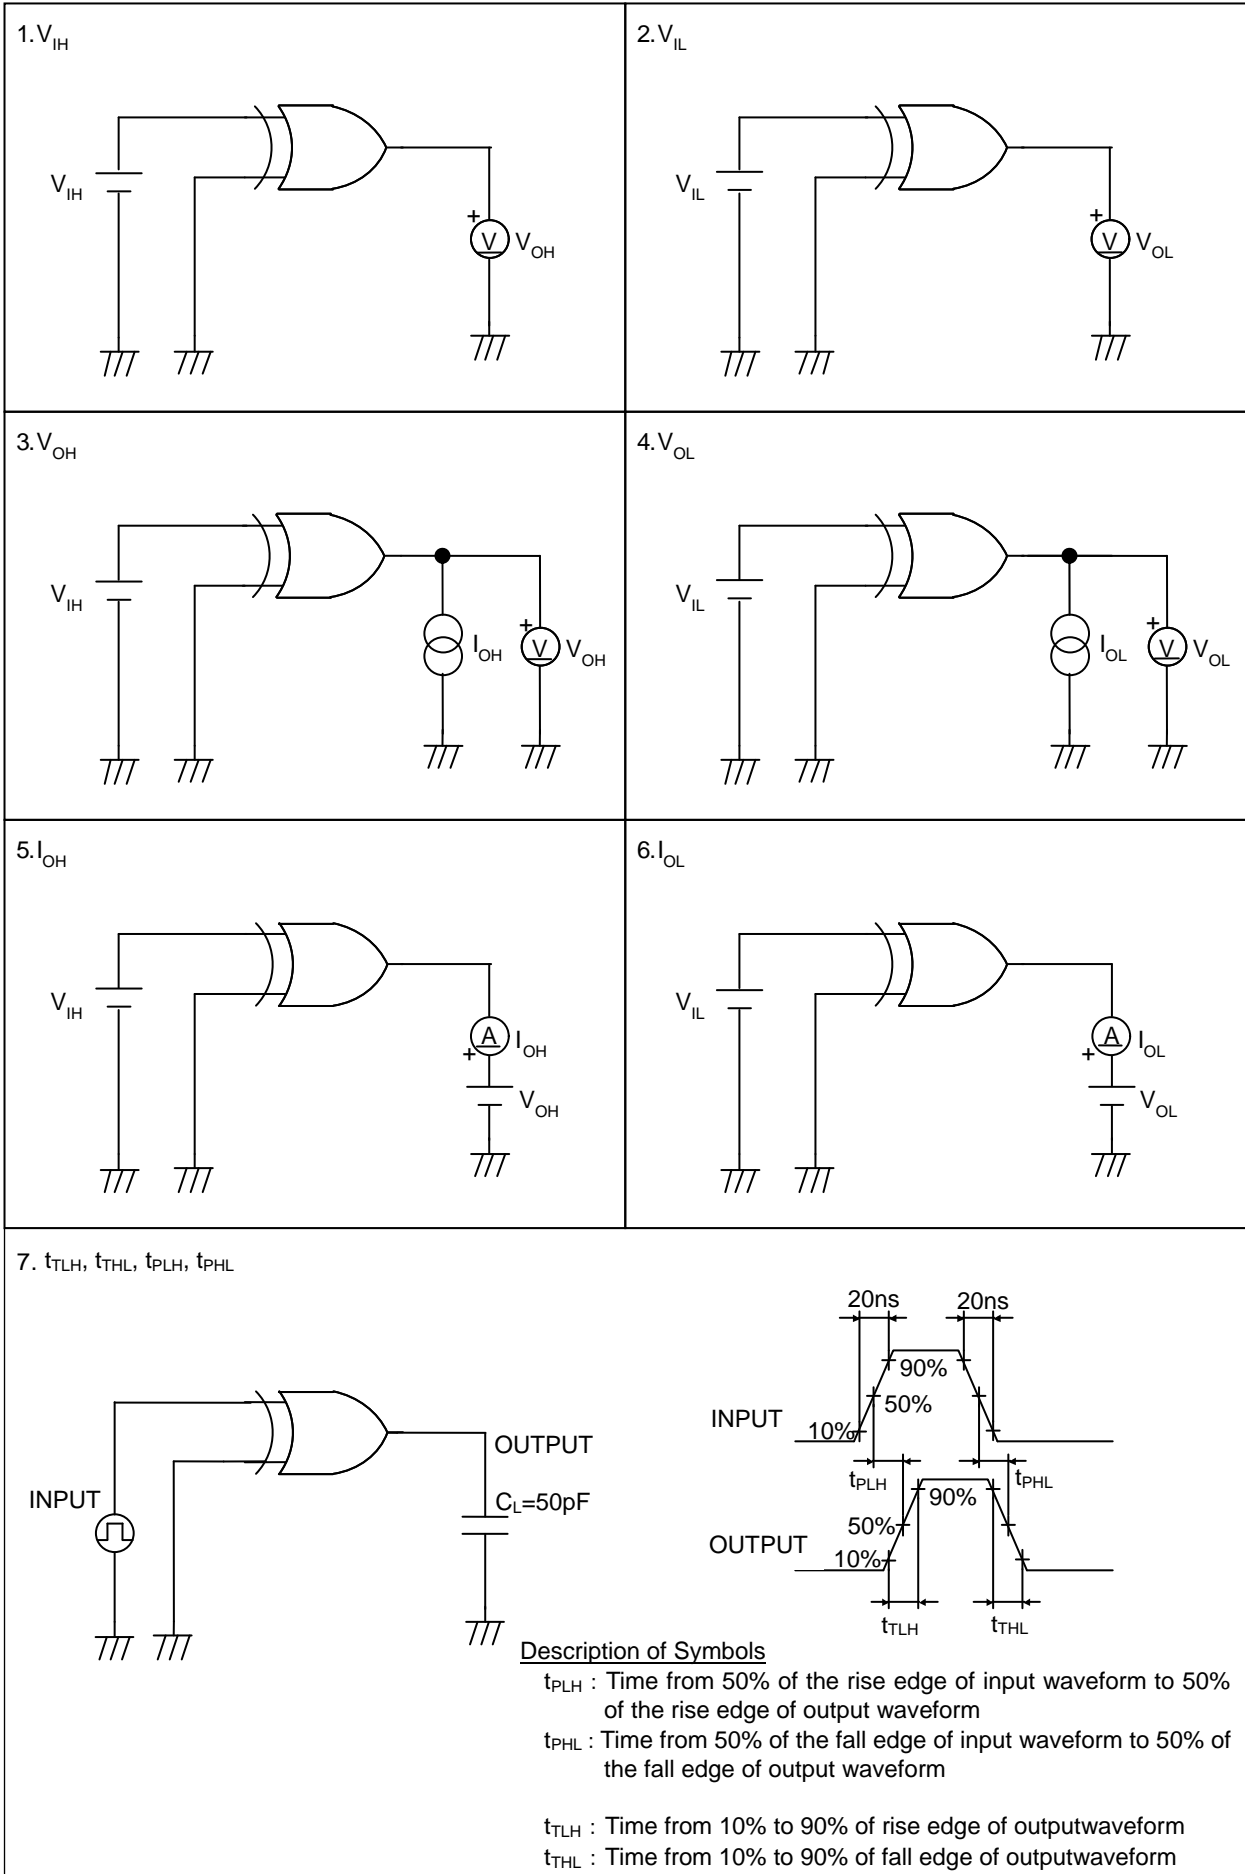 1.VIH
VIH
+
V
VOH
2.VIL
VIL
+
V
VOL
3.VOH
VIH
IOH
+
V
VOH
4.VOL
VIL
IOL
+
V
VOL
5.IOH
VIH
A
IOH
+
VOH
6.IOL
VIL
A
IOL
+
VOL
7. tTLH, tTHL, tPLH, tPHL
INPUT
OUTPUT
CL=50pF
20ns
20ns
90%
50%
INPUT
10%
tPLH
tPHL
90%
50%
OUTPUT
10%
tTLH
tTHL
Description of Symbols
tPLH : Time from 50% of the rise edge of input waveform to 50%
of the rise edge of output waveform
tPHL : Time from 50% of the fall edge of input waveform to 50% of
the fall edge of output waveform
tTLH : Time from 10% to 90% of rise edge of outputwaveform
tTHL : Time from 10% to 90% of fall edge of outputwaveform